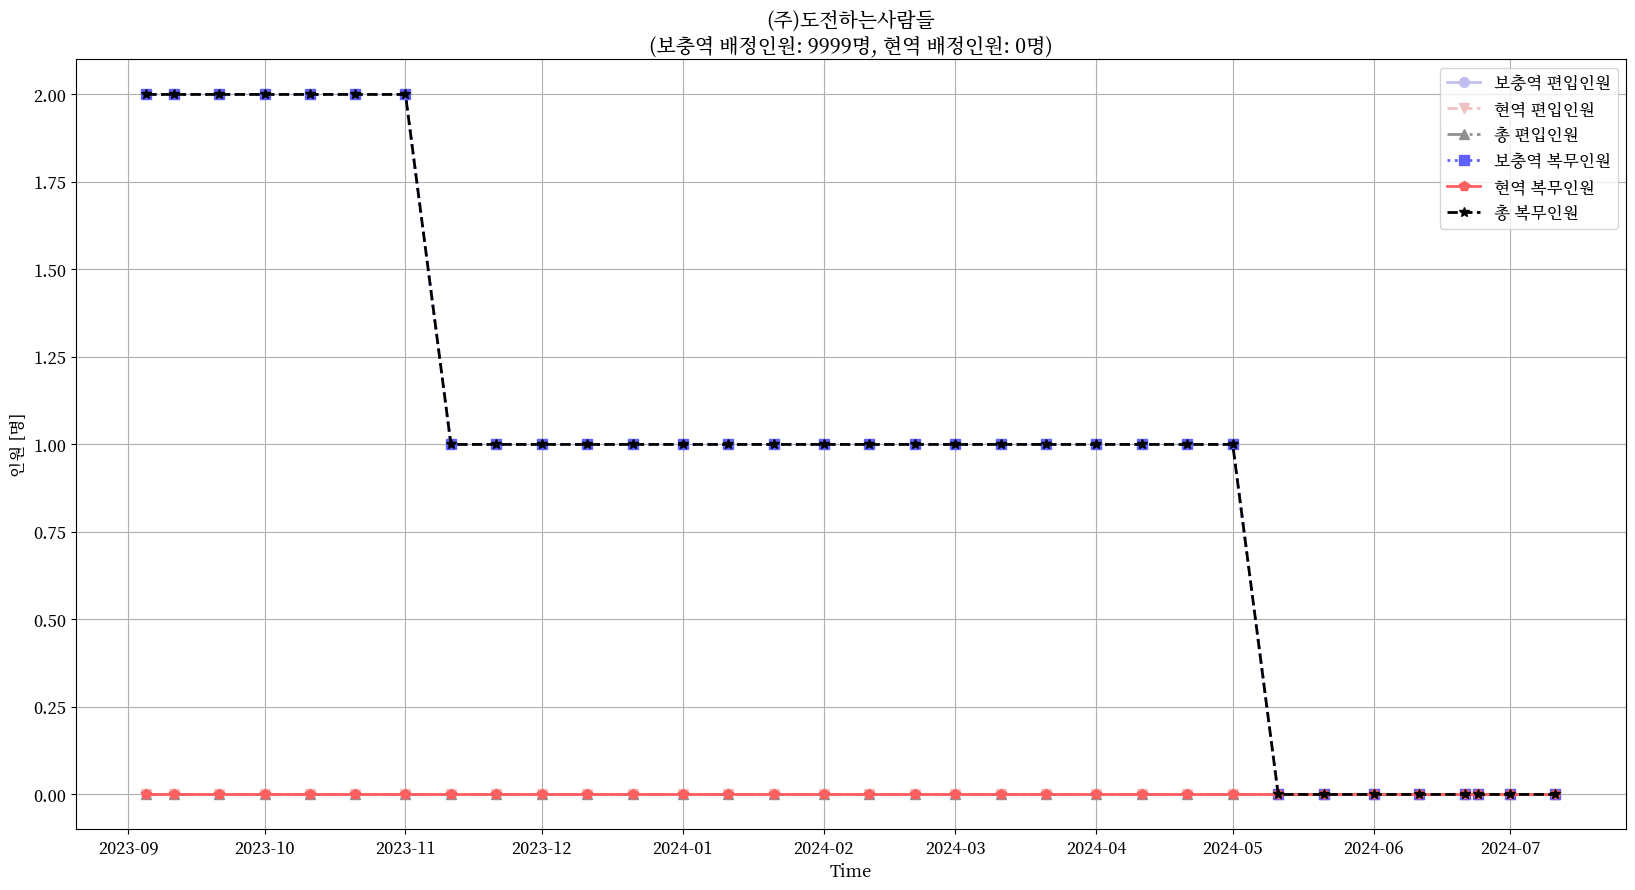 (주)도전하는사람들
(보충역 배정인원: 9999명, 현역 배정인원: 0명)
보충역 편입인원
현역 편입인원
총 편입인원
보충역 복무인원
현역 복무인원
총 복무인원
2.00
1.75
1.50
1.25
1.00
0.75
0.50
0.25
0.00
인원 [명]
2023-09 2023-10 2023-11 2023-12 2024-01 2024-02 2024-03 2024-04 2024-05 2024-06 2024-07
Time